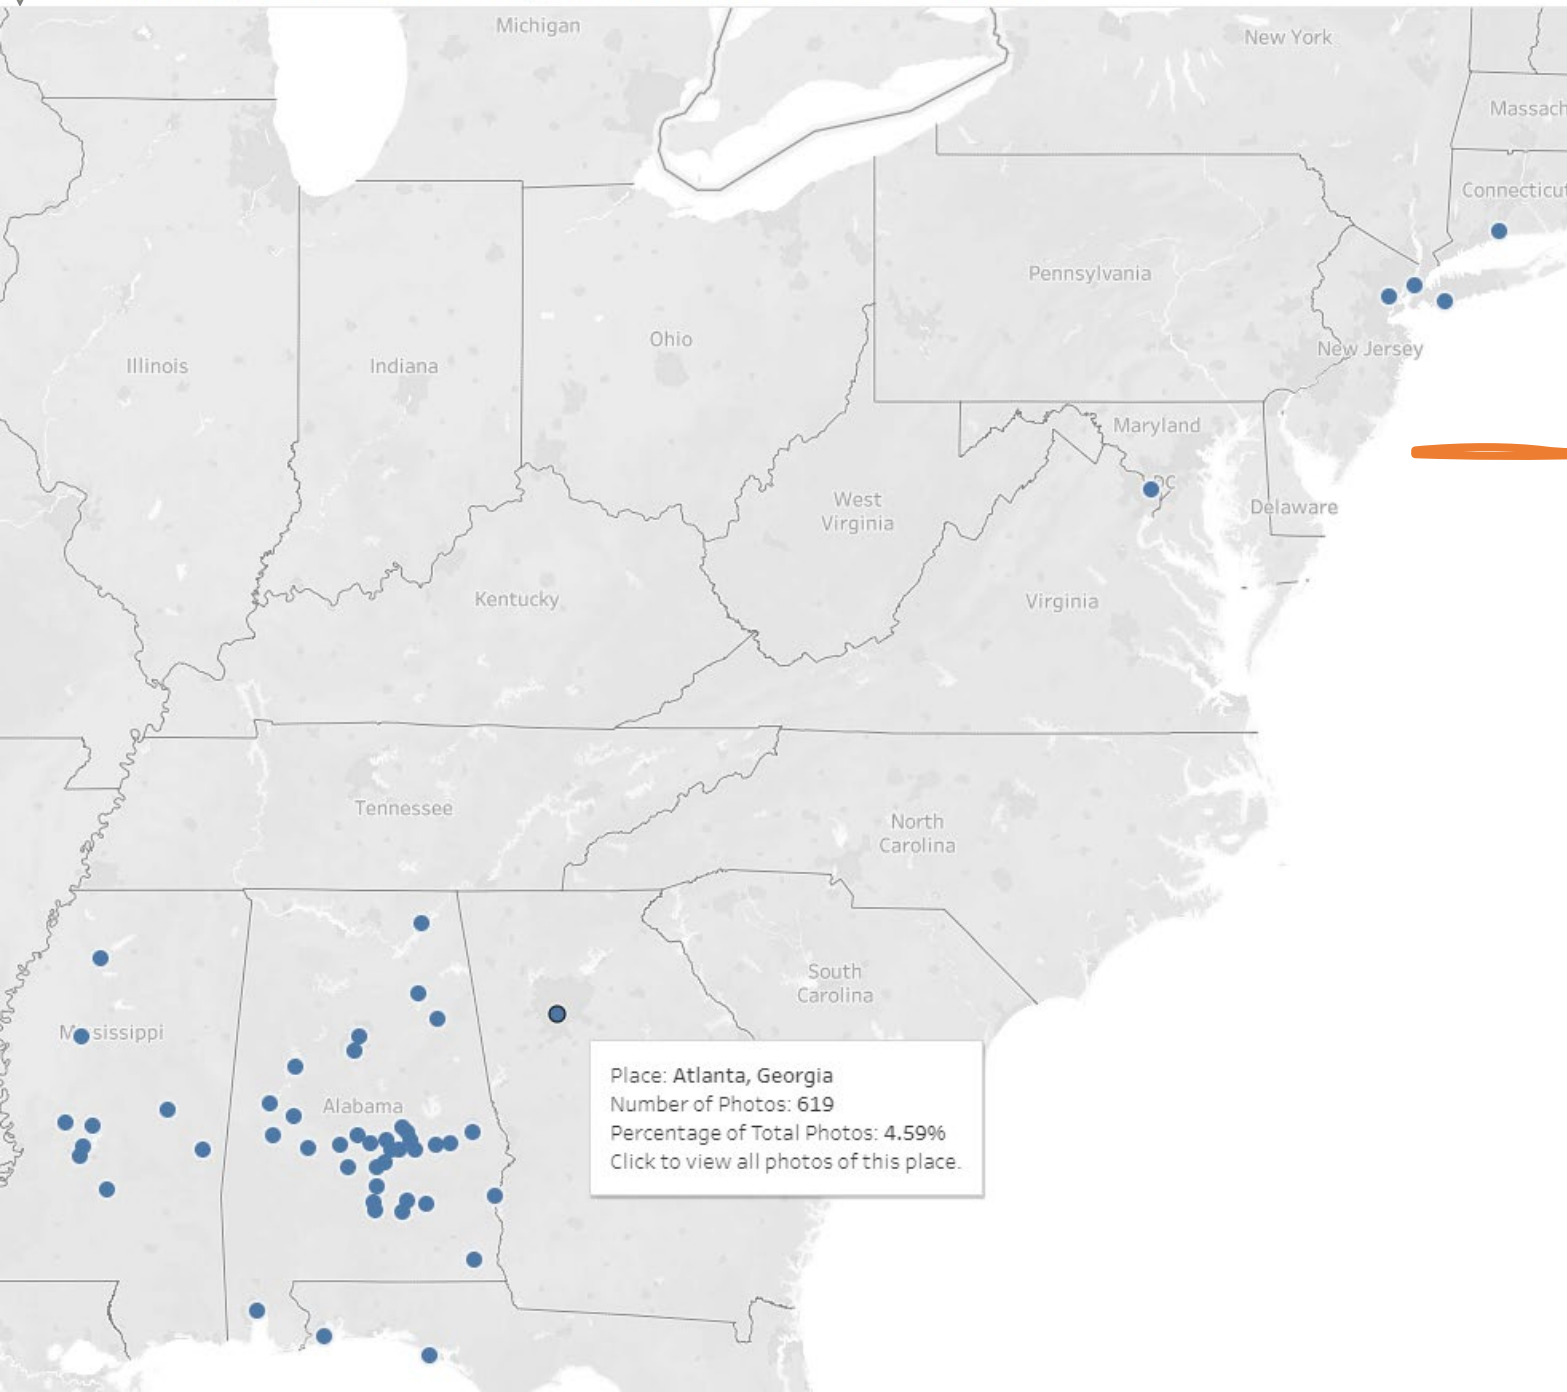 Michigan
New York
Massach
Connecticut
Pennsylvania
Ohio
Illinois
Indiana
New Jersey
Maryland
DC
West
Virginia
Delaware
Kentucky
Virginia
Tennessee
North
Carolina
South
Carolina
Mississippi
Place: Atlanta, Georgia
Number of Photos: 619
Percentage of Total Photos: 4.59%
Click to view all photos of this place.
Alabama